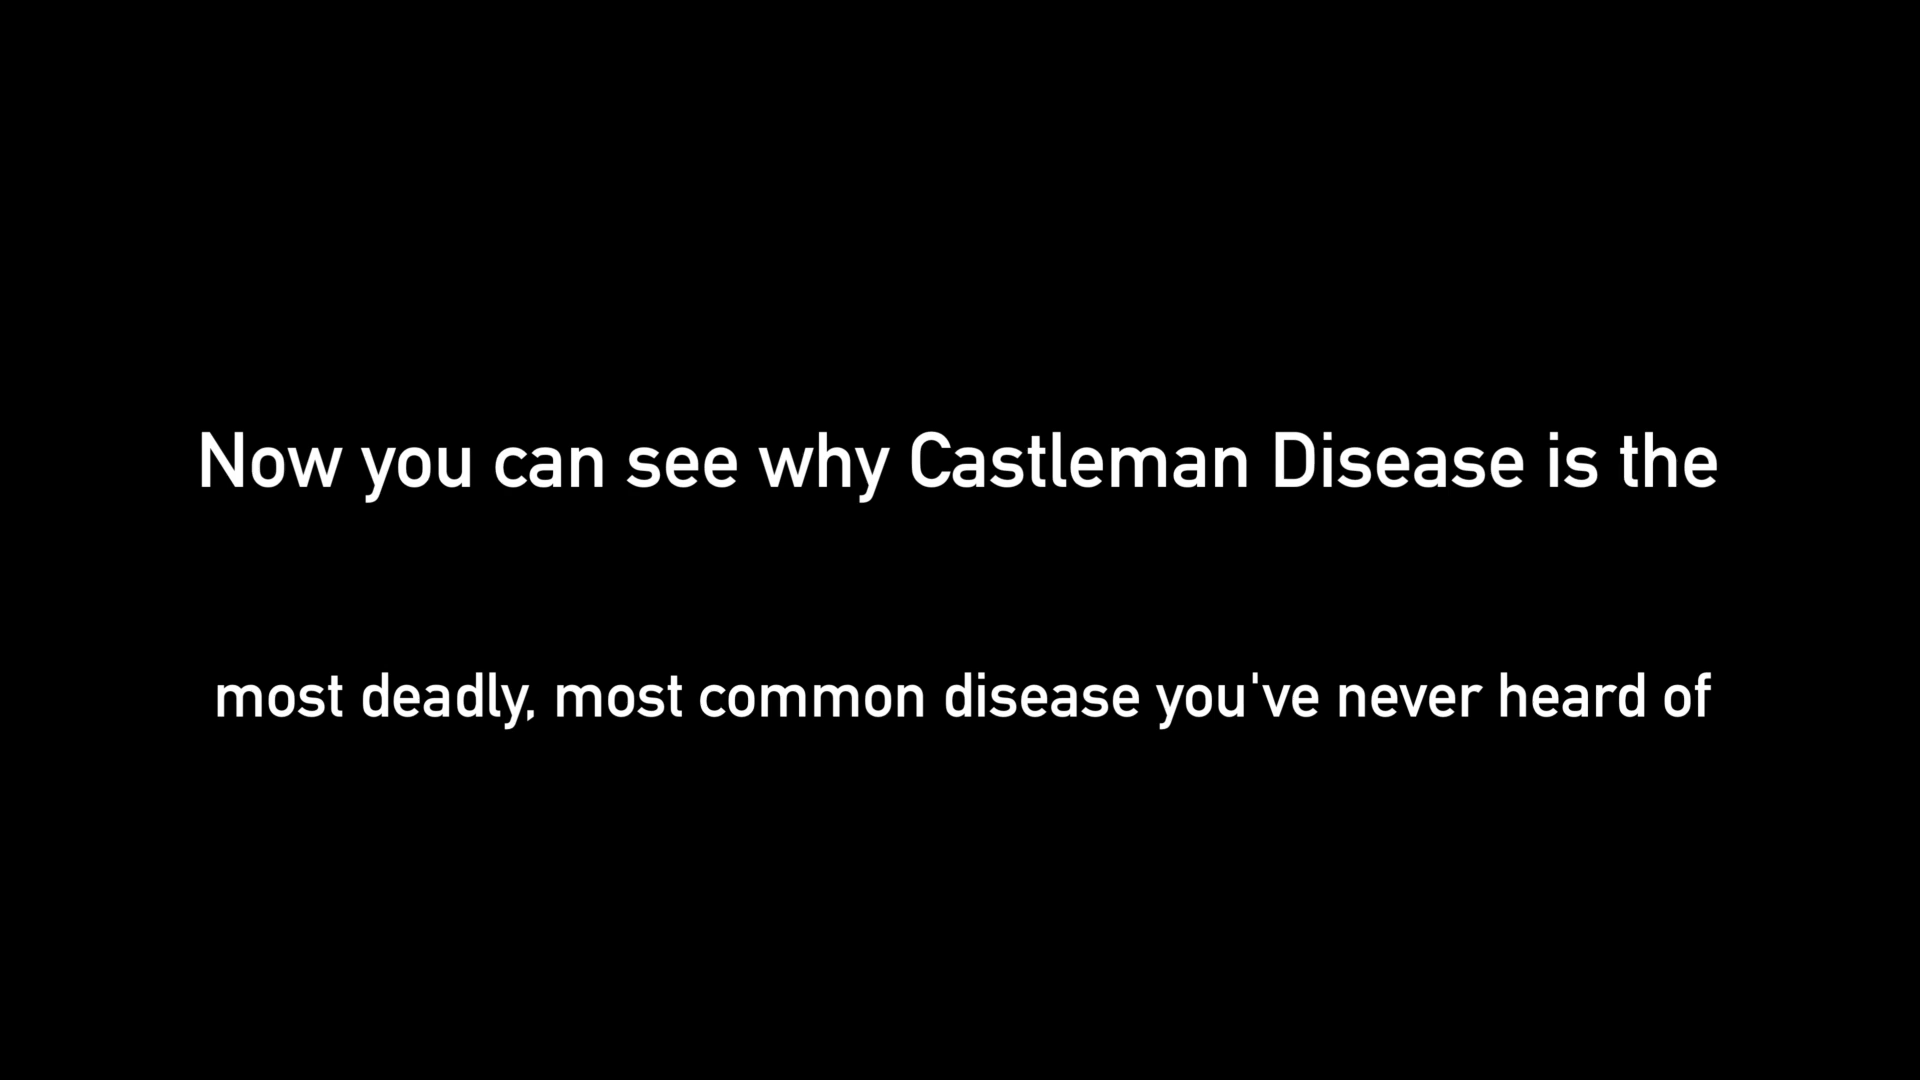 Now you can see why Castleman Disease is the
most deadly, most common disease you've never heard of